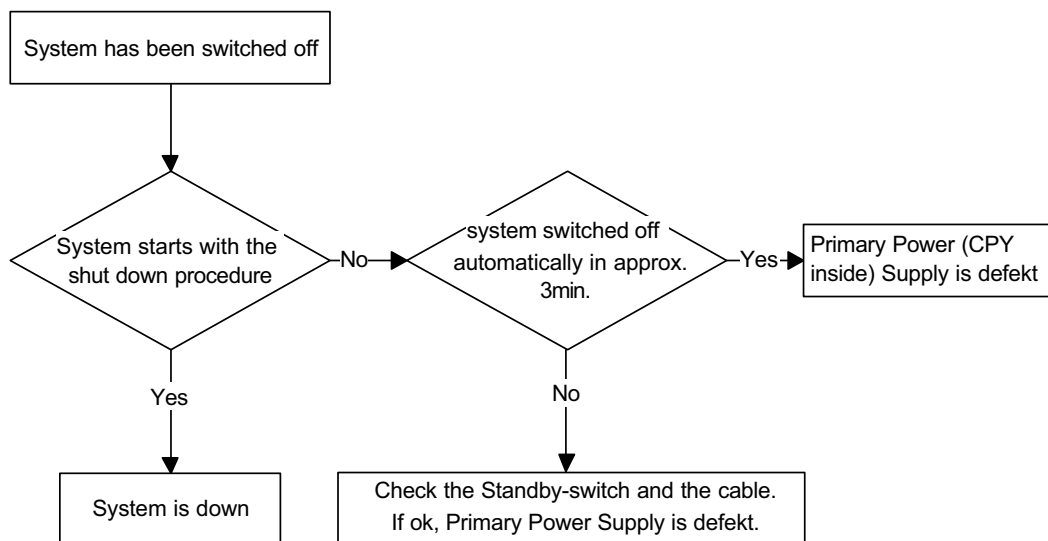 System has been switched off
System starts with the
shut down procedure
No
system switched off
automatically in approx.
3min.
Yes
Primary Power (CPY
inside) Supply is defekt
Yes
No
System is down
Check the Standby-switch and the cable.
If ok, Primary Power Supply is defekt.